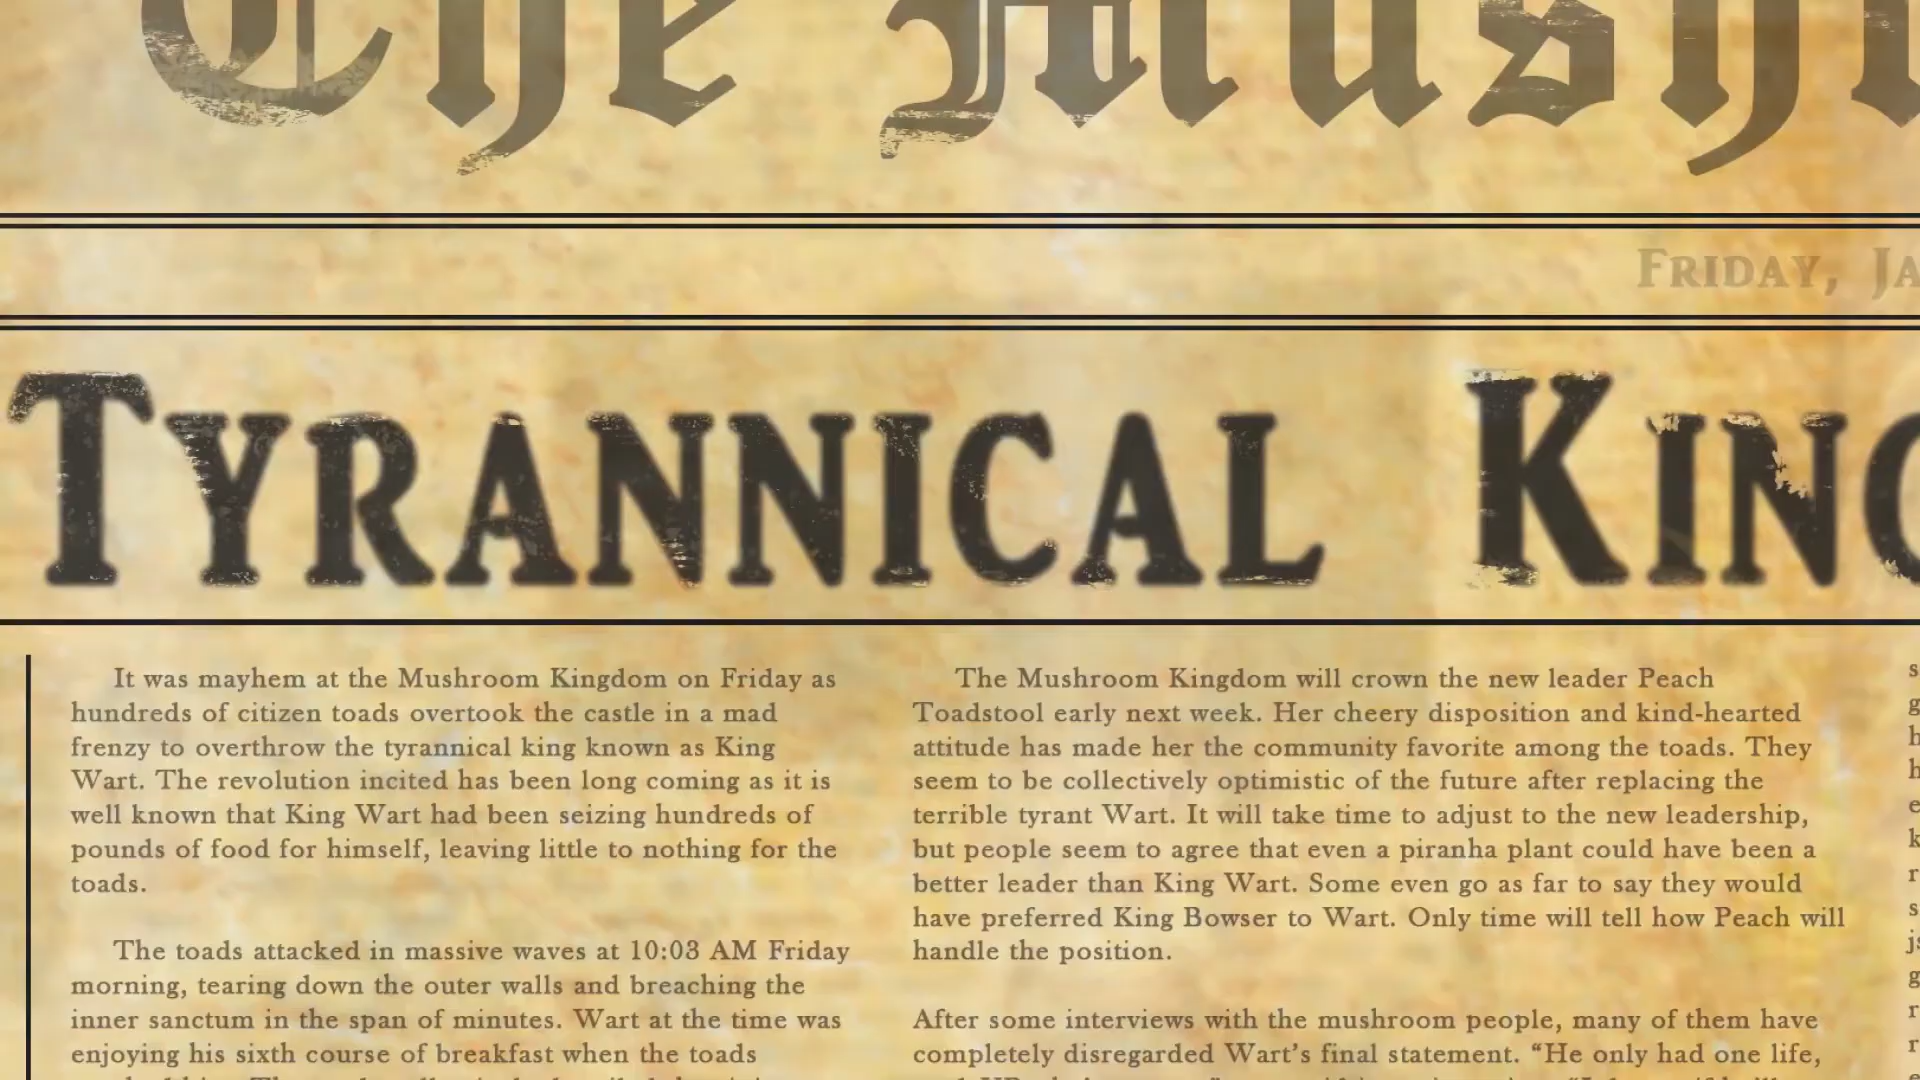 The
Friday, Ja
Tyrannical
It was mayhem at the Mushroom Kingdom on Friday as
hundreds of citizen toads overtook the castle in a mad
frenzy to overthrow the tyrannical king known as King
Wart. The revolution incited has been long coming as it is
well known that King Wart had been seizing hundreds of
pounds of food for himself, leaving little to nothing for the
toads.
The toads attacked in massive waves at 10:03 AM Friday
morning, tearing down the outer walls and breaching the
inner sanctum in the span of minutes. Wart at the time was
enjoying his sixth course of breakfast when the toads
The Mushroom Kingdom will crown the new leader Peach
Toadstool early next week. Her cheery disposition and kind-hearted
attitude has made her the community favorite among the toads. They
seem to be collectively optimistic of the future after replacing the
terrible tyrant Wart. It will take time to adjust to the new leadership,
but people seem to agree that even a piranha plant could have been a
better leader than King Wart. Some even go as far to say they would
have preferred King Bowser to Wart. Only time will tell how Peach will
handle the position.
After some interviews with the mushroom people, many of them have
completely disregarded Wart’s final statement. “He only had one life,